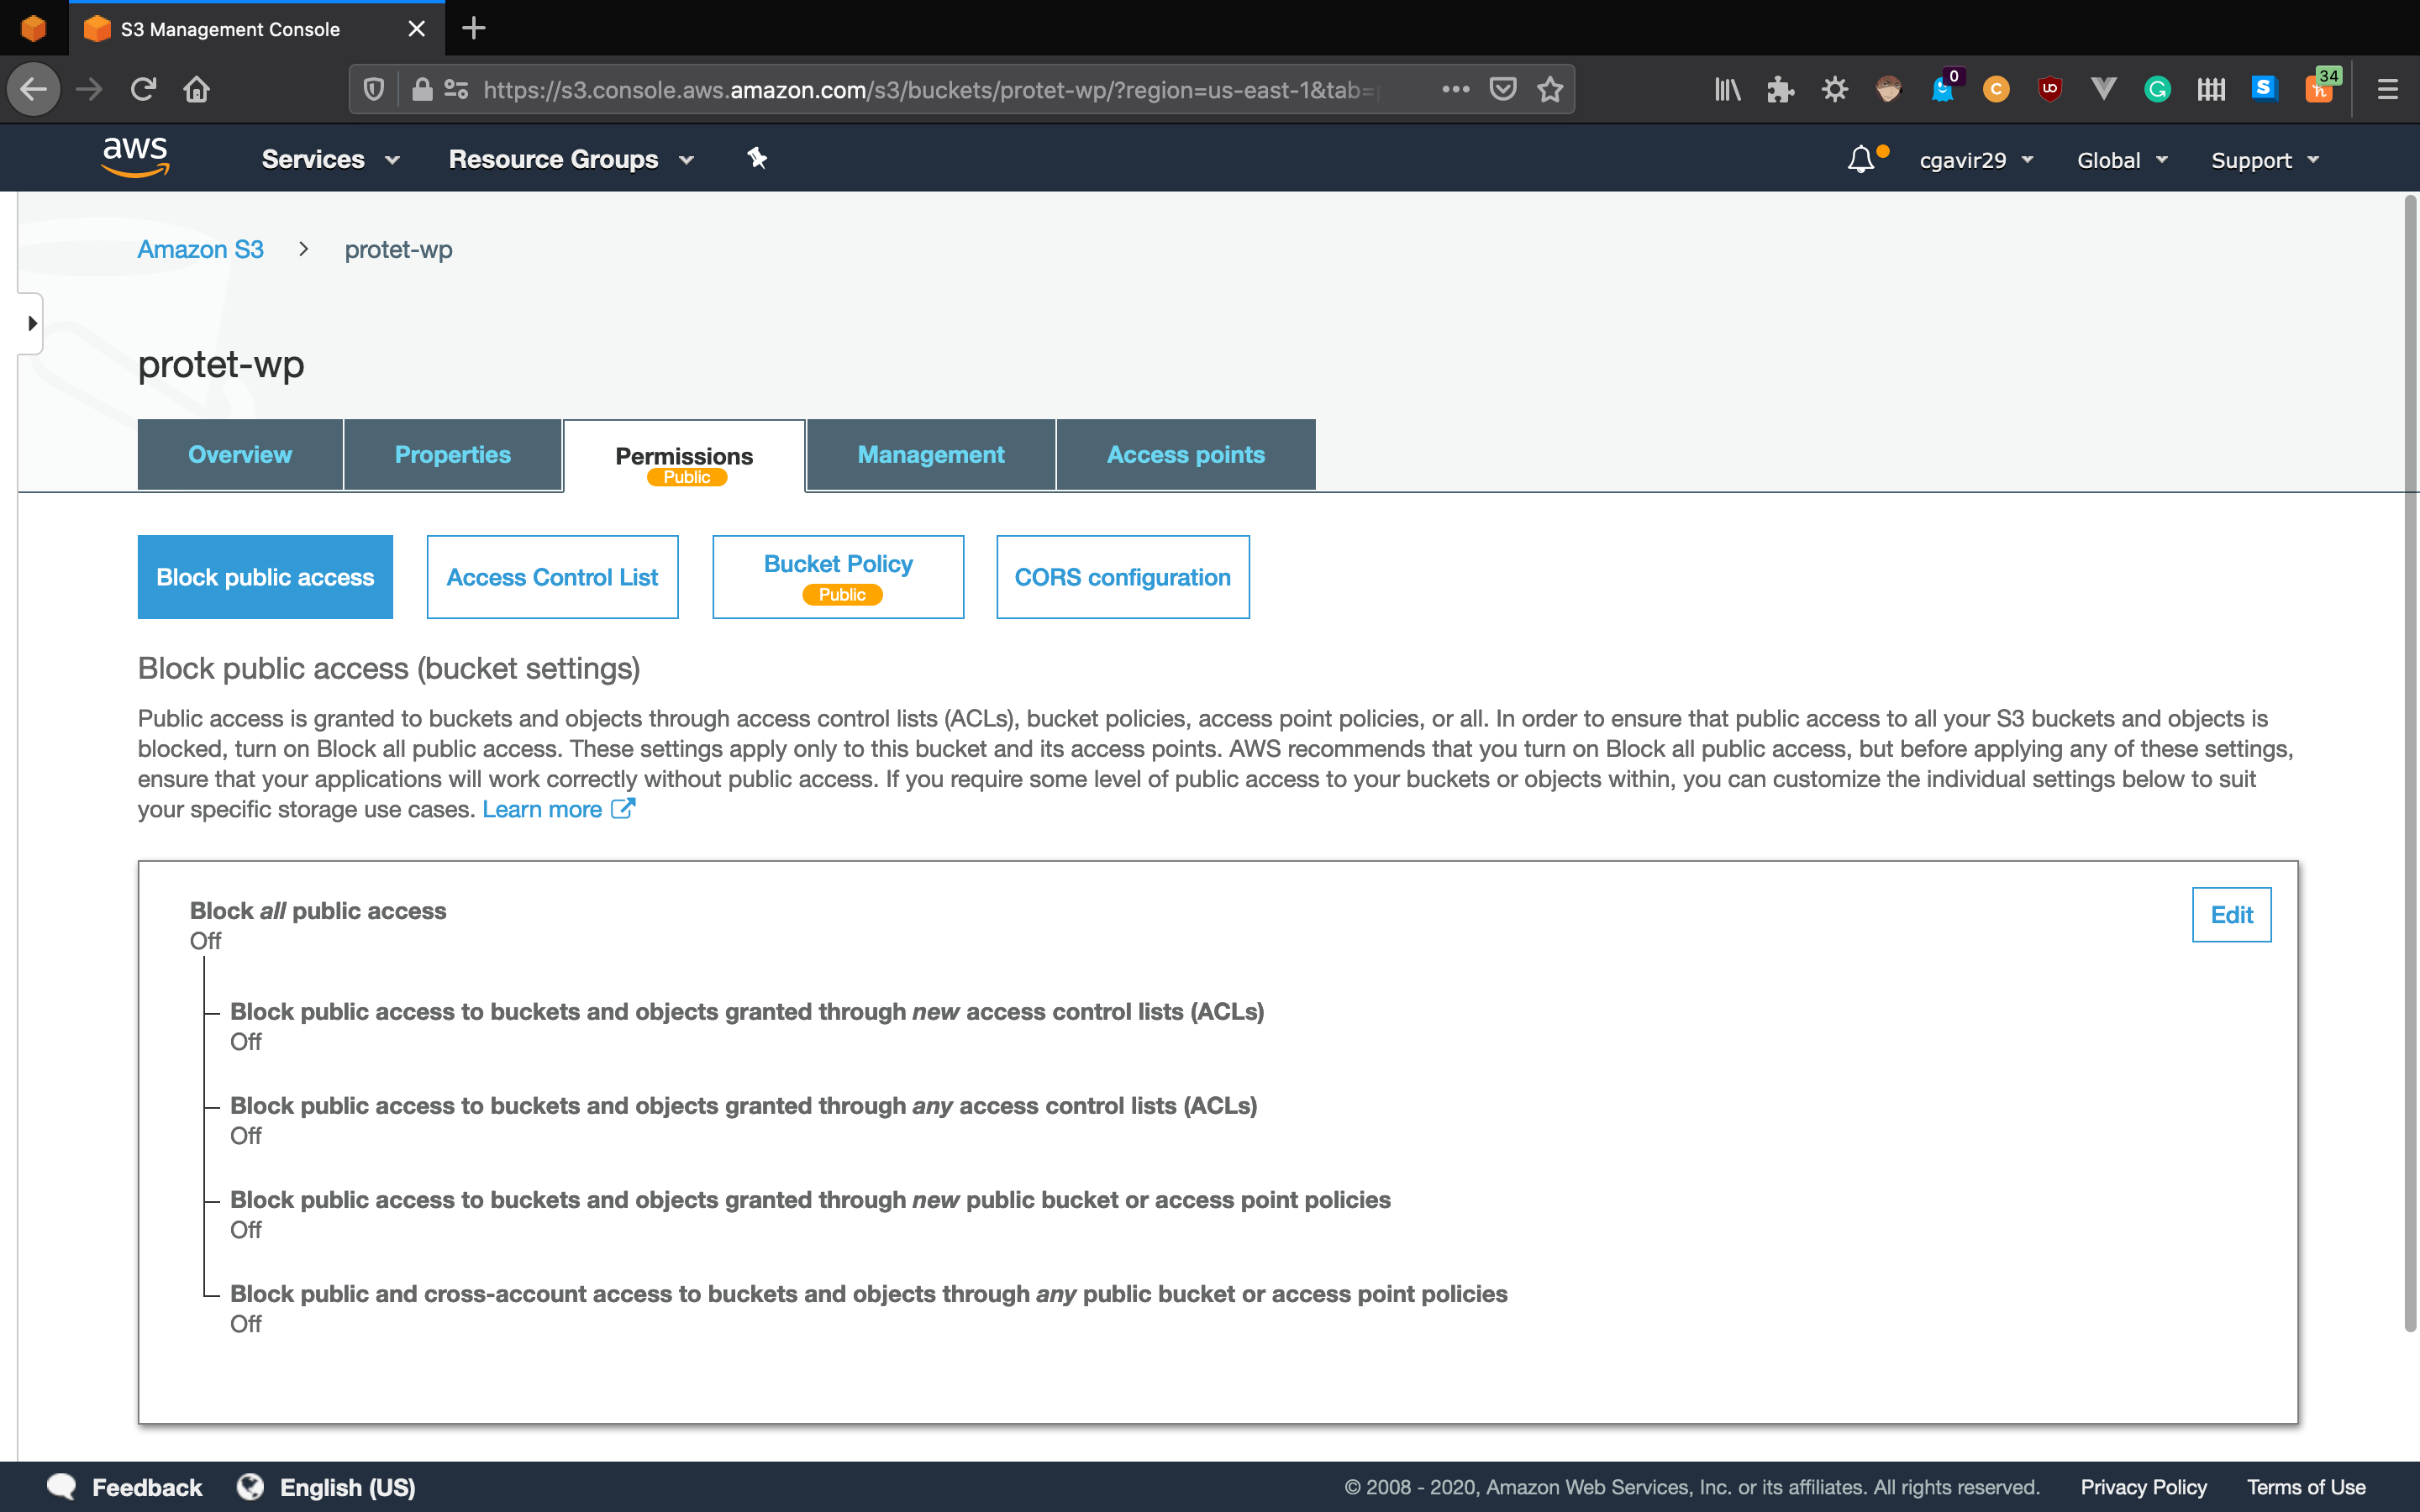 S3 Management Console
https://s3.console.aws.amazon.com/s3/buckets/protet-wp/?region=us-east-1&tab=
0
C
UD
G
S
h
34
aws
Services
Resource Groups
cgavir29
Global
Support
Amazon S3 > protet-wp
protet-wp
Overview
Properties
Permissions
Public
Management
Access points
Block public access
Access Control List
Bucket Policy
Public
CORS configuration
Block public access (bucket settings)
Public access is granted to buckets and objects through access control lists (ACLs), bucket policies, access point policies, or all. In order to ensure that public access to all your S3 buckets and objects is
blocked, turn on Block all public access. These settings apply only to this bucket and its access points. AWS recommends that you turn on Block all public access, but before applying any of these settings,
ensure that your applications will work correctly without public access. If you require some level of public access to your buckets or objects within, you can customize the individual settings below to suit
your specific storage use cases. Learn more
Block all public access
Off
Edit
Block public access to buckets and objects granted through new access control lists (ACLs)
Off
Block public access to buckets and objects granted through any access control lists (ACLs)
Off
Block public access to buckets and objects granted through new public bucket or access point policies
Off
Block public and cross-account access to buckets and objects through any public bucket or access point policies
Off
Feedback
English (US)
© 2008 - 2020, Amazon Web Services, Inc. or its affiliates. All rights reserved.
Privacy Policy
Terms of Use